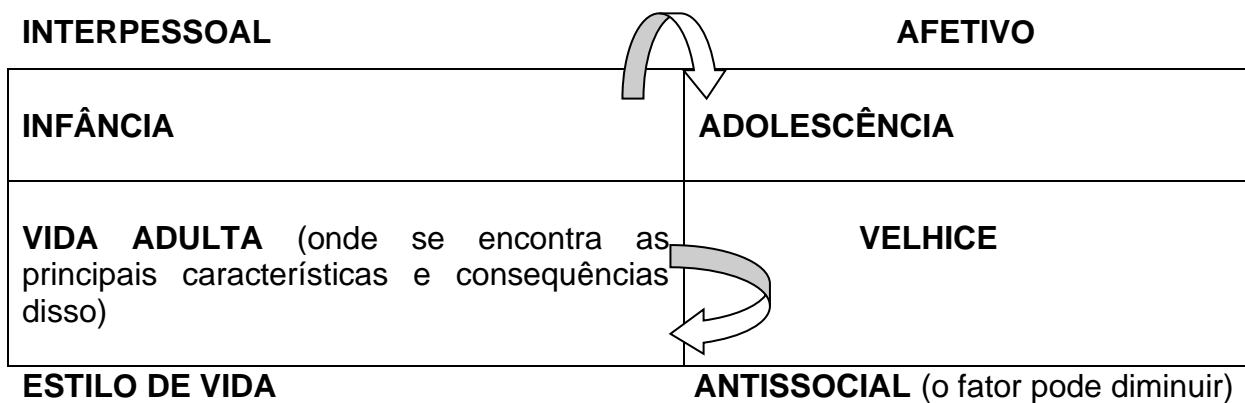 INTERPESSOAL AFETIVO
INFÂNCIA ADOLESCÊNCIA
VIDA ADULTA (onde se encontra as
principais características e consequências
disso)
VELHICE
ESTILO DE VIDA ANTISSOCIAL (o fator pode diminuir)